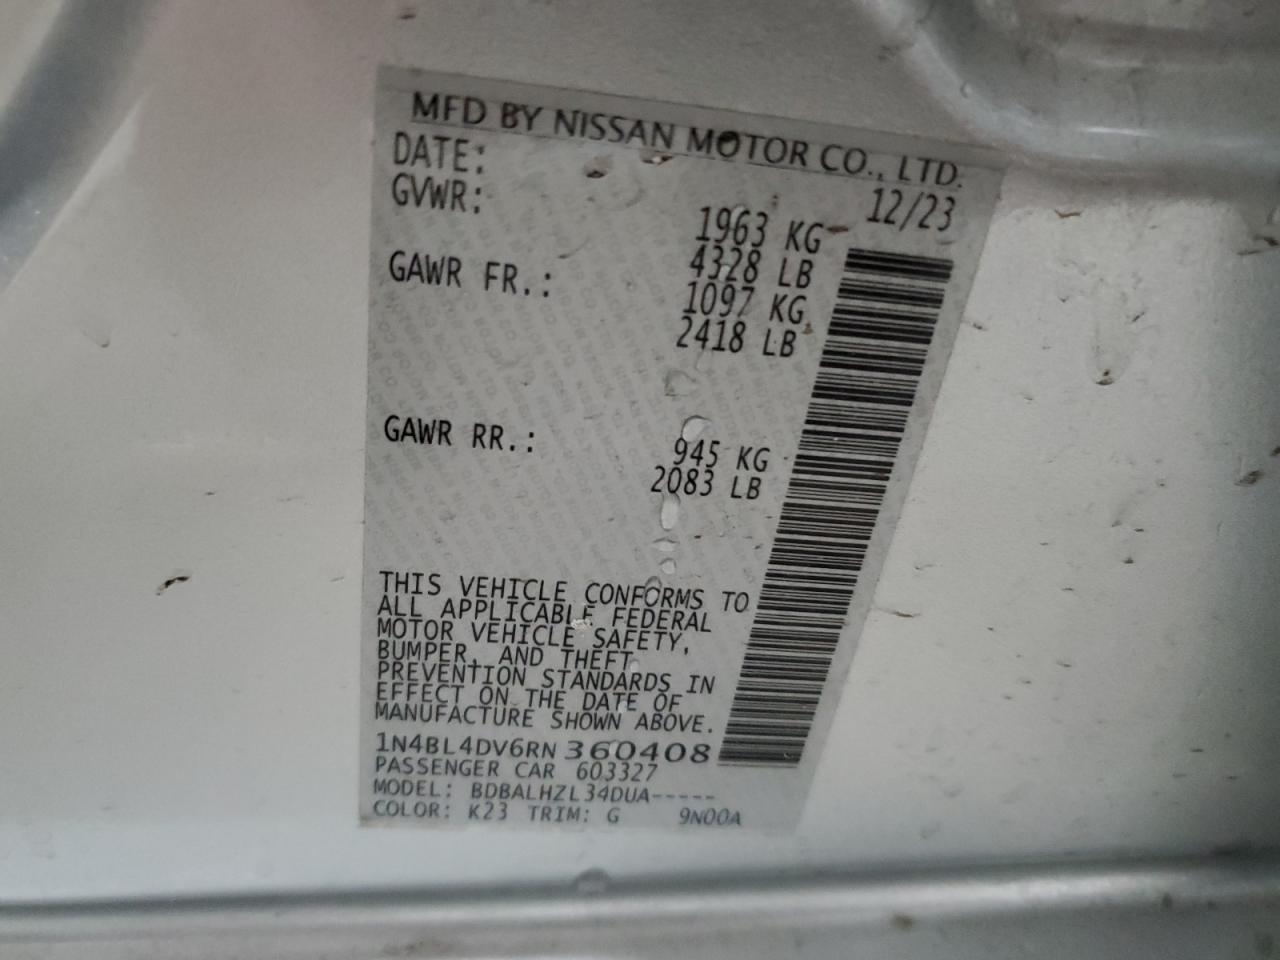 MFD BY NISSAN MOTOR CO., LTD.
DATE: 12/23
GVWR: 1963 KG
4328 LB
GAWR FR.: 1097 KG
2418 LB
GAWR RR.: 945 KG
2083 LB
THIS VEHICLE CONFORMS TO
ALL APPLICABLE FEDERAL
MOTOR VEHICLE SAFETY,
BUMPER, AND THEFT
PREVENTION STANDARDS IN
EFFECT ON THE DATE OF
MANUFACTURE SHOWN ABOVE.
1N4BL4DV6RN360408
PASSENGER CAR 603327
MODEL: BDBALHZL34DUA-----
COLOR: K23 TRIM: G 9N00A